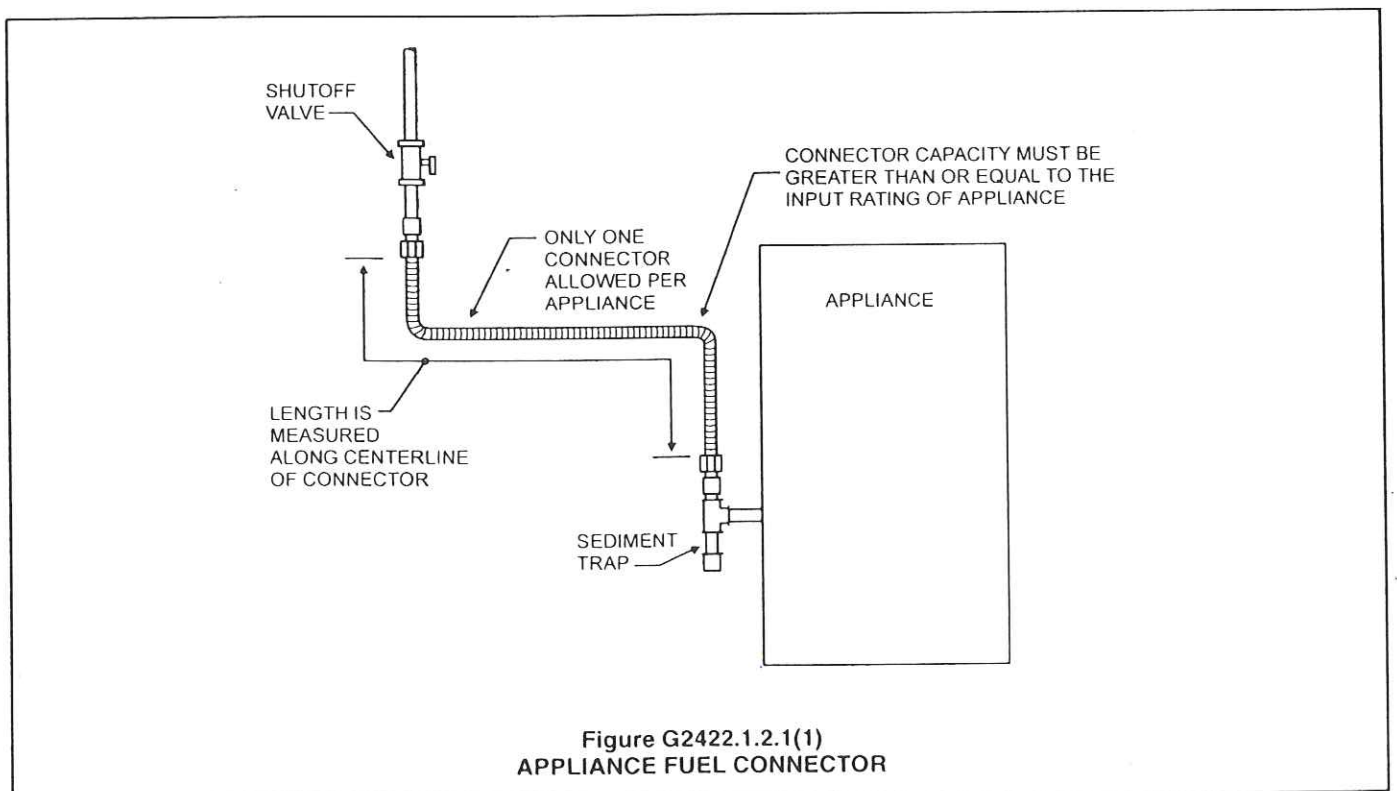 SHUTOFF
VALVE
CONNECTOR CAPACITY MUST BE
GREATER THAN OR EQUAL TO THE
INPUT RATING OF APPLIANCE
ONLY ONE
CONNECTOR
ALLOWED PER
APPLIANCE
APPLIANCE
LENGTH IS
MEASURED
ALONG CENTERLINE
OF CONNECTOR
SEDIMENT
TRAP
Figure G2422.1.2.1(1)
APPLIANCE FUEL CONNECTOR